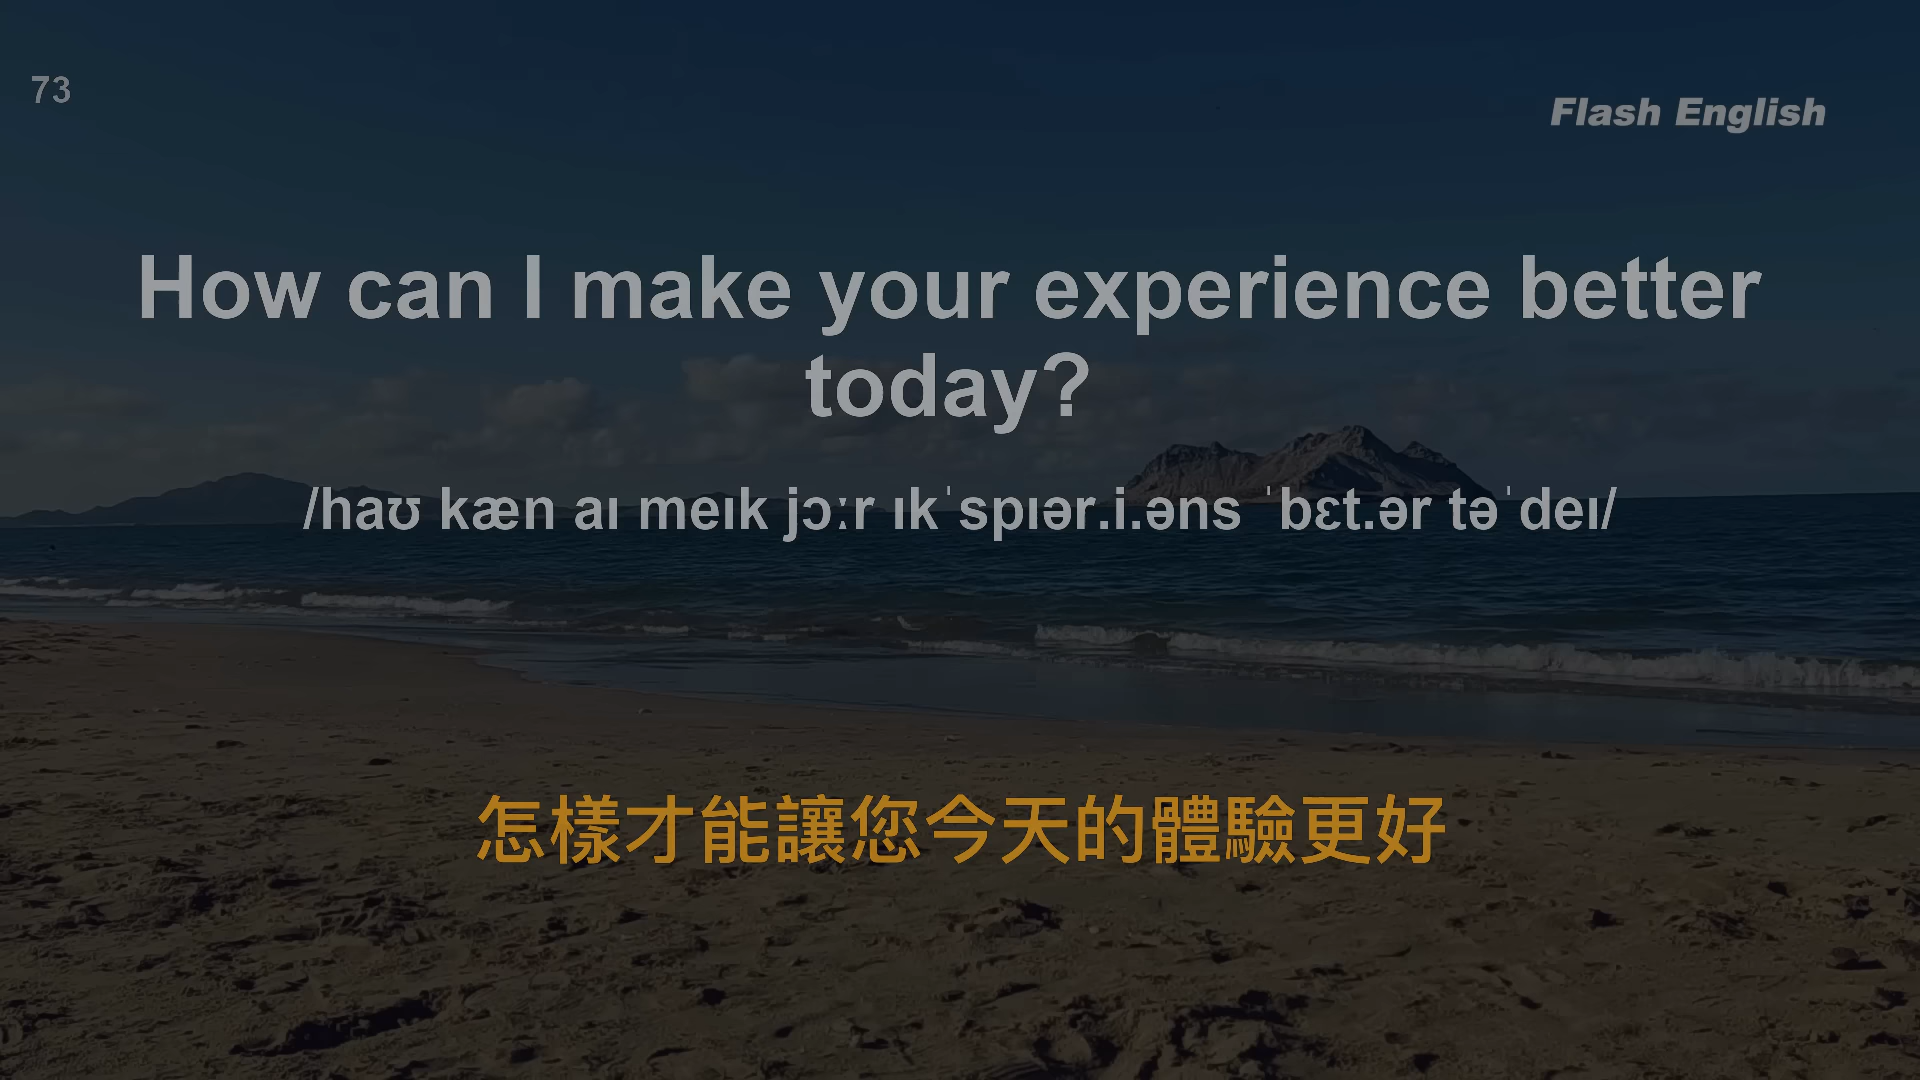 73
Flash English
How can I make your experience better
today?
/haʊ kæn aɪ meɪk jɔːr ɪkˈspɪər.i.əns ˈbɛt.ər təˈdeɪ/
怎樣才能讓您今天的體驗更好